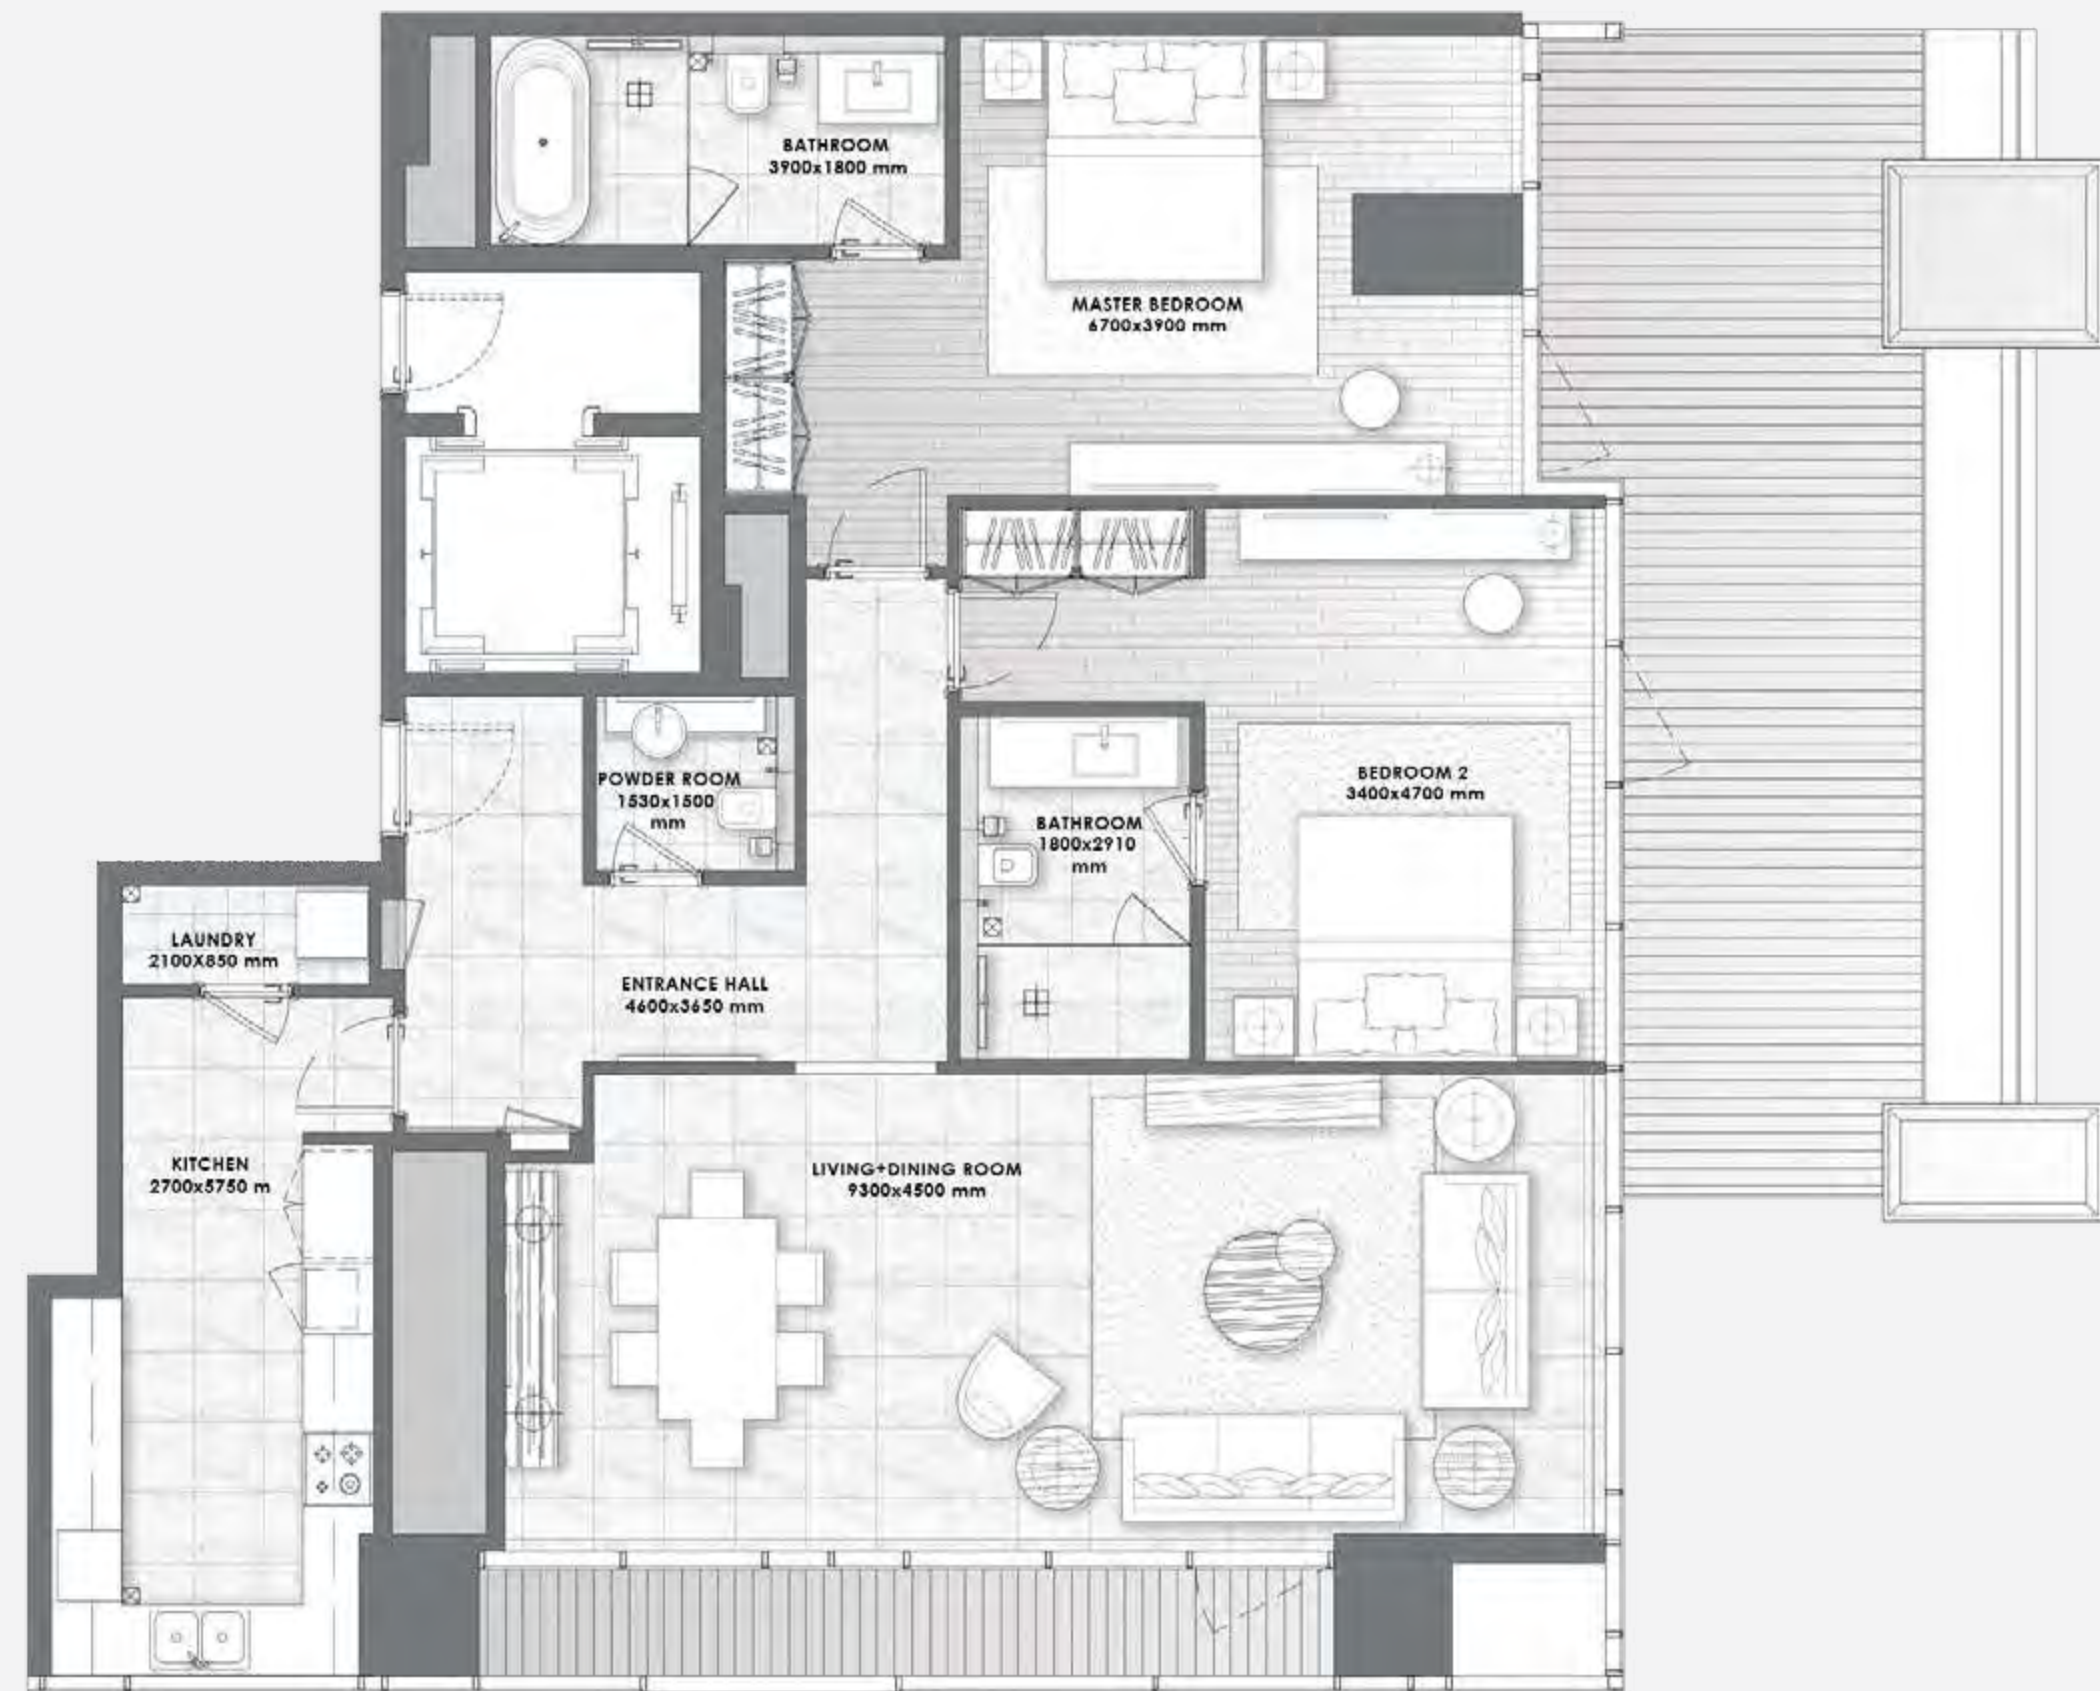 BATHROOM
3900x1800 mm
MASTER BEDROOM
6700x3900 mm
POWDER ROOM
1530x1500
mm
BEDROOM 2
3400x4700 mm
BATHROOM
1800x2910
mm
LAUNDRY
2100X850 mm
ENTRANCE HALL
4600x3650 mm
KITCHEN
2700x5750 m
LIVING+DINING ROOM
9300x4500 mm